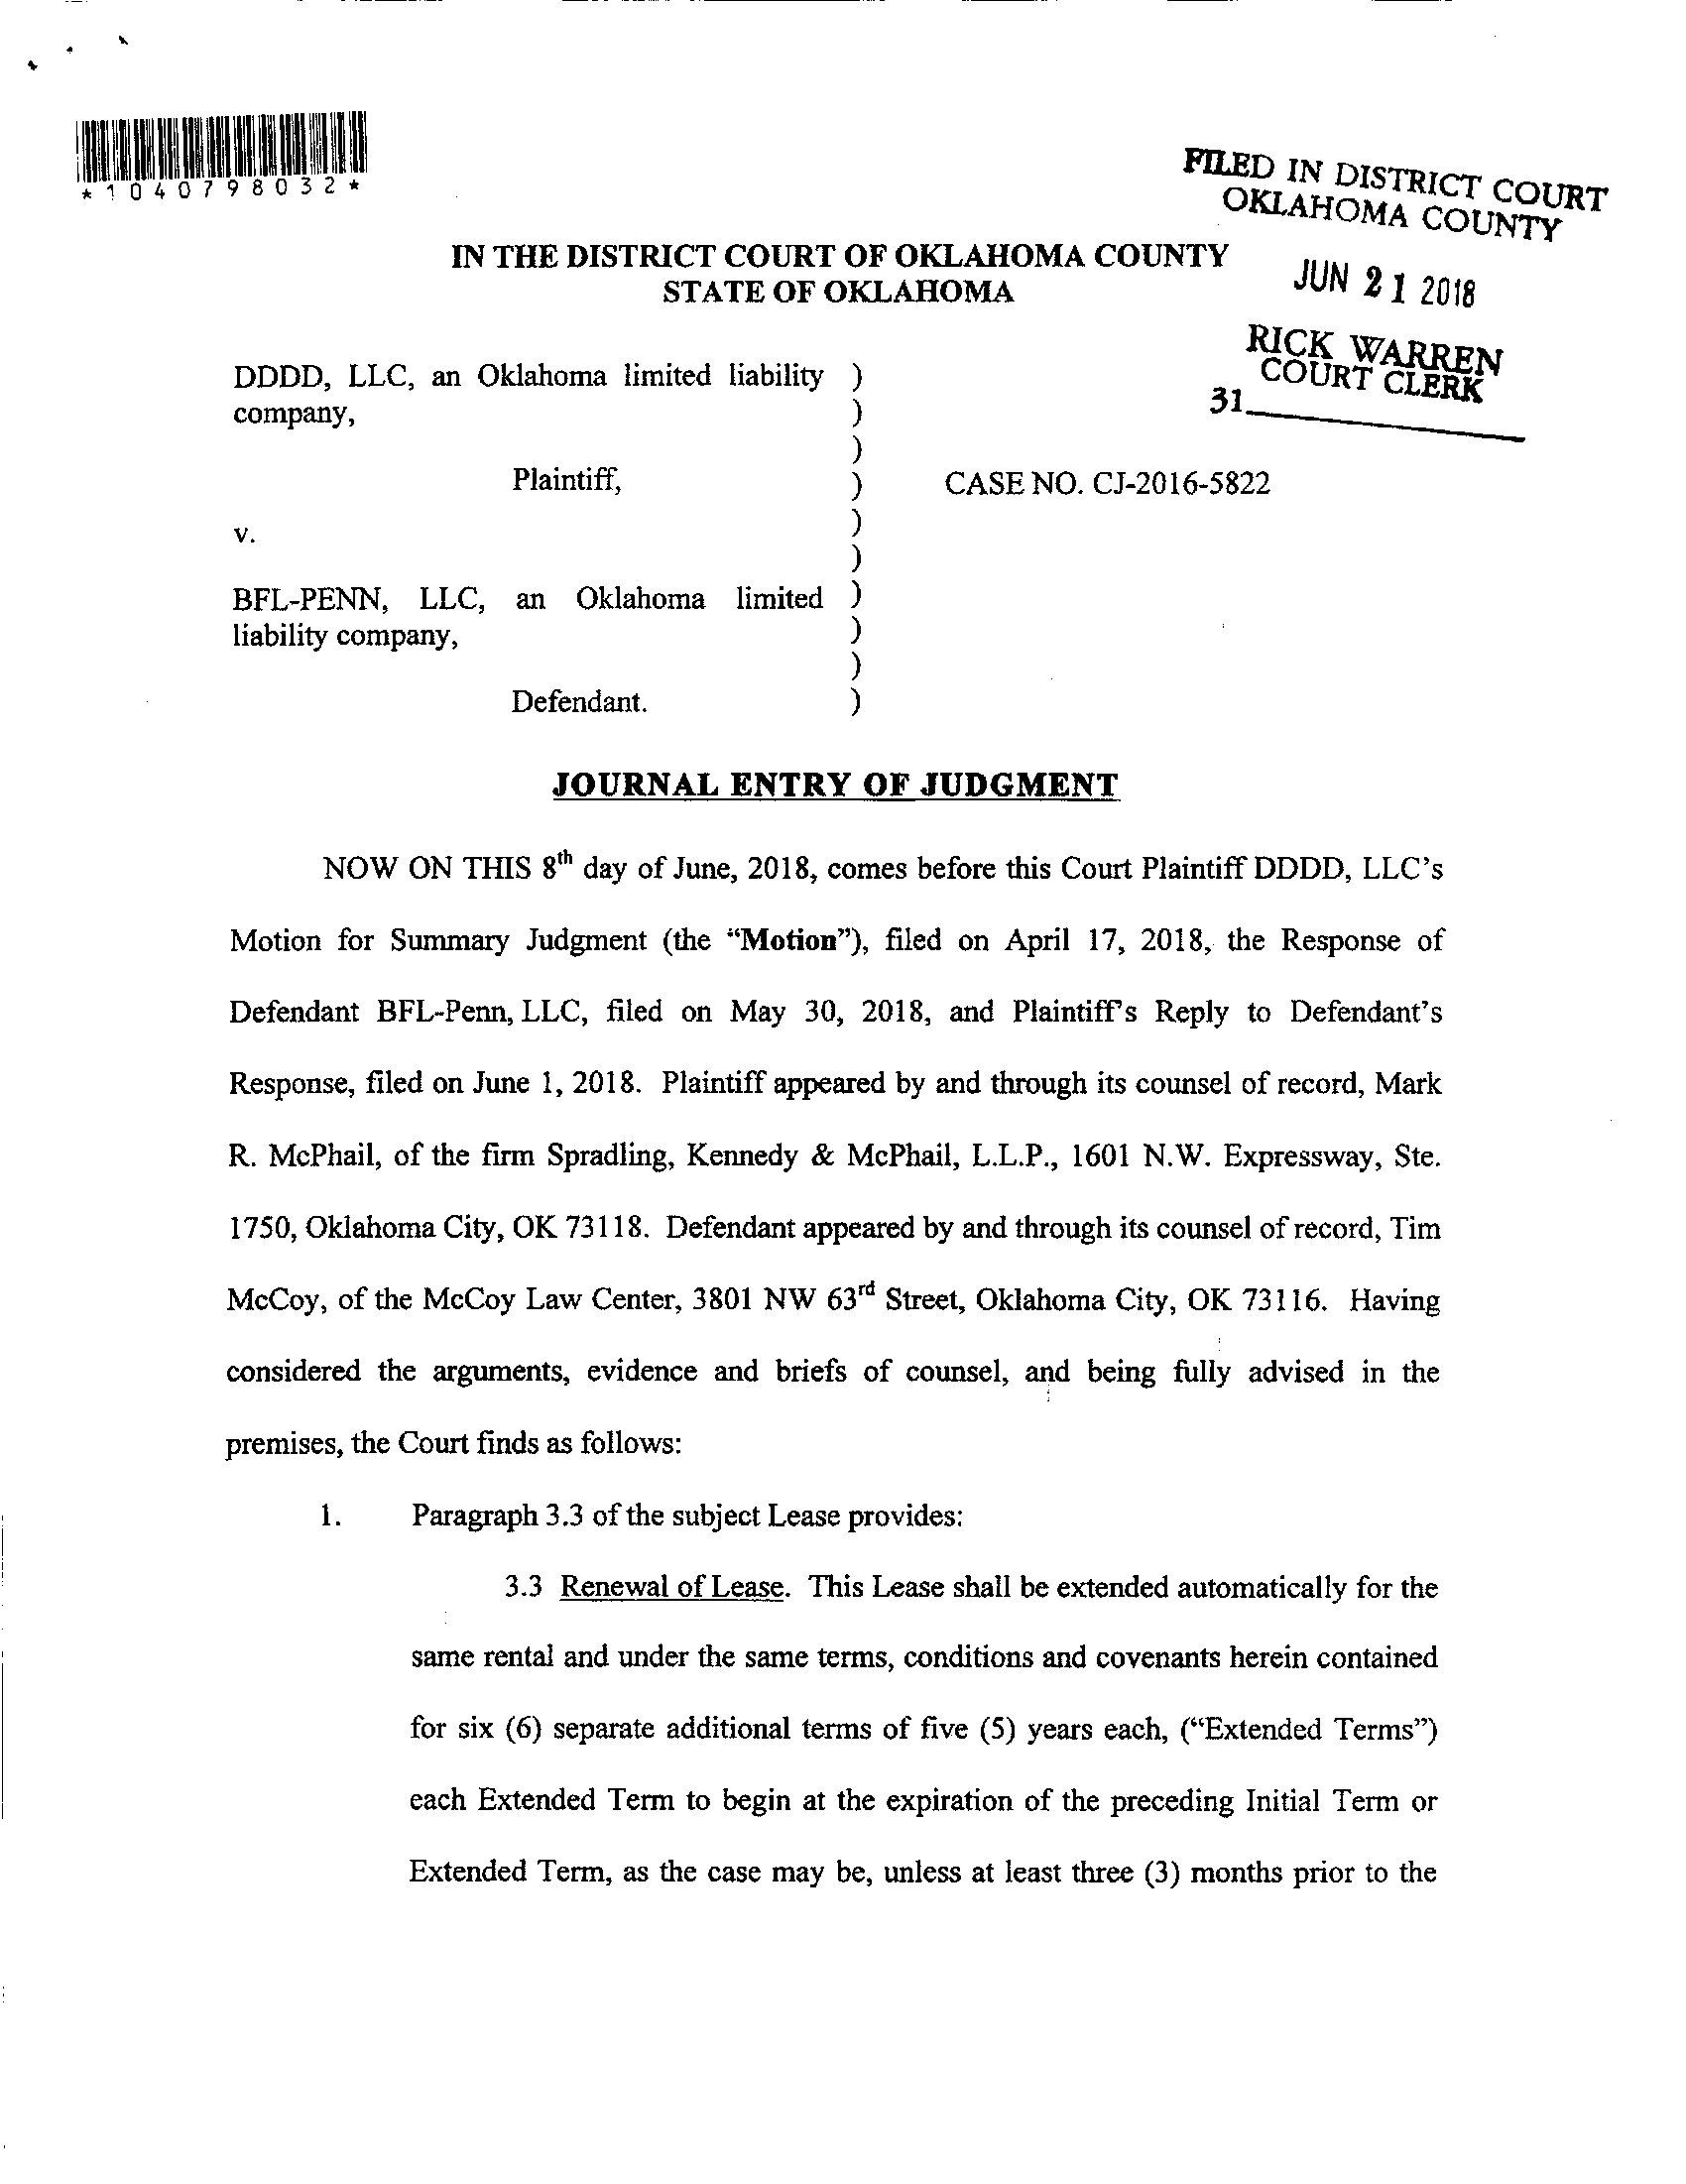 *1040798032*
FILED IN DISTRICT COURT
OKLAHOMA COUNTY
JUN 21 2018
RICK WARREN
COURT CLERK
31
IN THE DISTRICT COURT OF OKLAHOMA COUNTY
STATE OF OKLAHOMA
DDDD, LLC, an Oklahoma limited liability )
company, )
)
Plaintiff, ) CASE NO. CJ-2016-5822
)
v.
)
BFL-PENN, LLC, an Oklahoma limited )
liability company, )
)
Defendant. )
JOURNAL ENTRY OF JUDGMENT
NOW ON THIS 8th day of June, 2018, comes before this Court Plaintiff DDDD, LLC's
Motion for Summary Judgment (the "Motion"), filed on April 17, 2018, the Response of
Defendant BFL-Penn, LLC, filed on May 30, 2018, and Plaintiff's Reply to Defendant's
Response, filed on June 1, 2018. Plaintiff appeared by and through its counsel of record, Mark
R. McPhail, of the firm Spradling, Kennedy & McPhail, L.L.P., 1601 N.W. Expressway, Ste.
1750, Oklahoma City, OK 73118. Defendant appeared by and through its counsel of record, Tim
McCoy, of the McCoy Law Center, 3801 NW 63rd Street, Oklahoma City, OK 73116. Having
considered the arguments, evidence and briefs of counsel, and being fully advised in the
premises, the Court finds as follows:
1. Paragraph 3.3 of the subject Lease provides:
3.3 Renewal of Lease. This Lease shall be extended automatically for the
same rental and under the same terms, conditions and covenants herein contained
for six (6) separate additional terms of five (5) years each, ("Extended Terms")
each Extended Term to begin at the expiration of the preceding Initial Term or
Extended Term, as the case may be, unless at least three (3) months prior to the